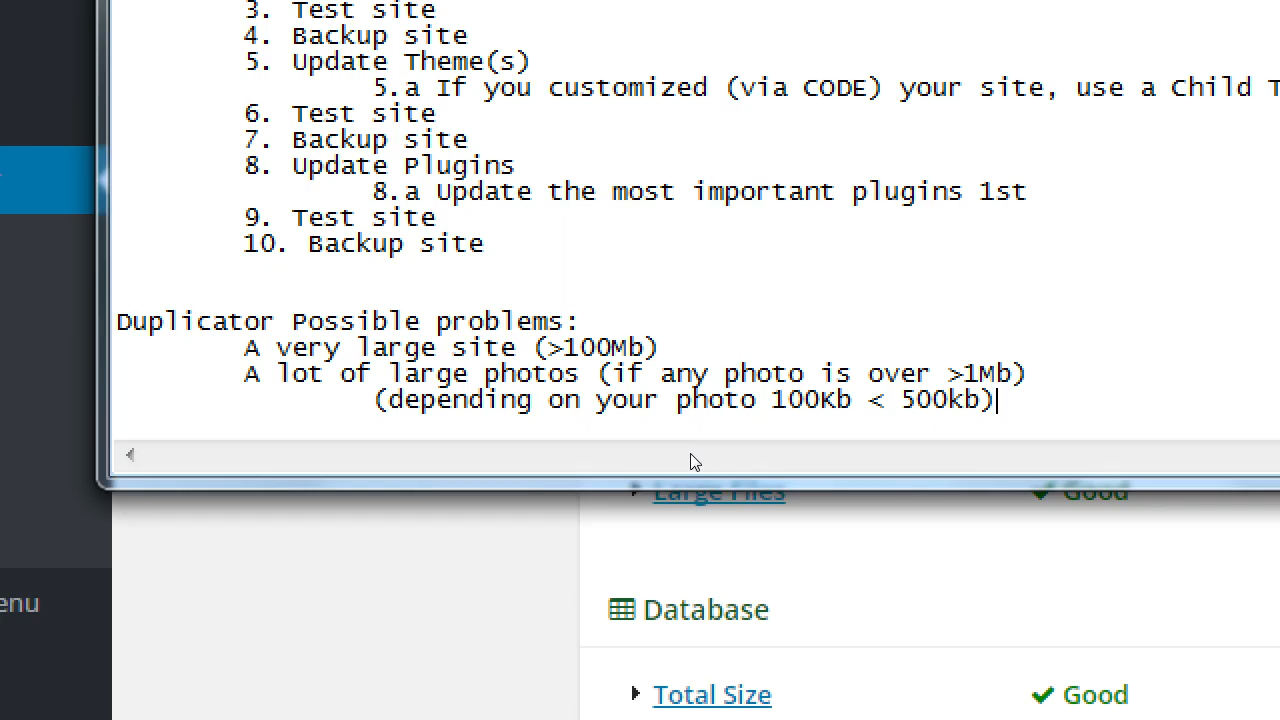 3. Test site
4. Backup site
5. Update Theme(s)
5.a If you customized (via CODE) your site, use a Child T
6. Test site
7. Backup site
8. Update Plugins
8.a Update the most important plugins 1st
9. Test site
10. Backup site
Duplicator Possible problems:
A very large site (>100Mb)
A lot of large photos (if any photo is over >1Mb)
(depending on your photo 100Kb < 500kb)
Large Files Good
enu
Database
Total Size Good